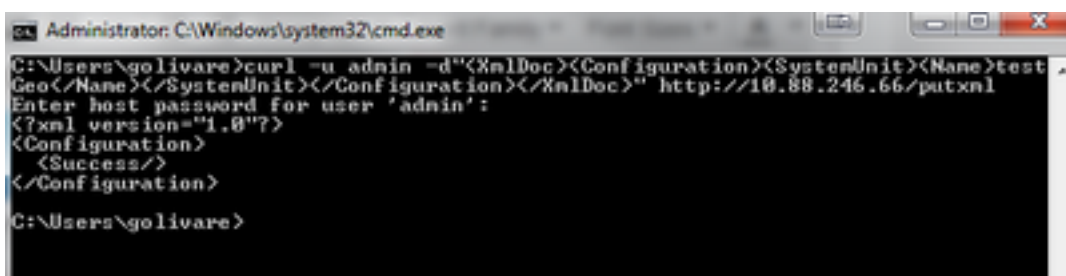 Administrator: C:\Windows\system32\cmd.exe
C:\Users\golivare>curl -u admin -d"<XmlDoc><Configuration><SystemUnit><Name>test
Geo</Name></SystemUnit></Configuration></XmlDoc>" http://10.88.246.66/putxml
Enter host password for user 'admin':
<?xml version="1.0"?>
<Configuration>
  <Success/>
</Configuration>
C:\Users\golivare>